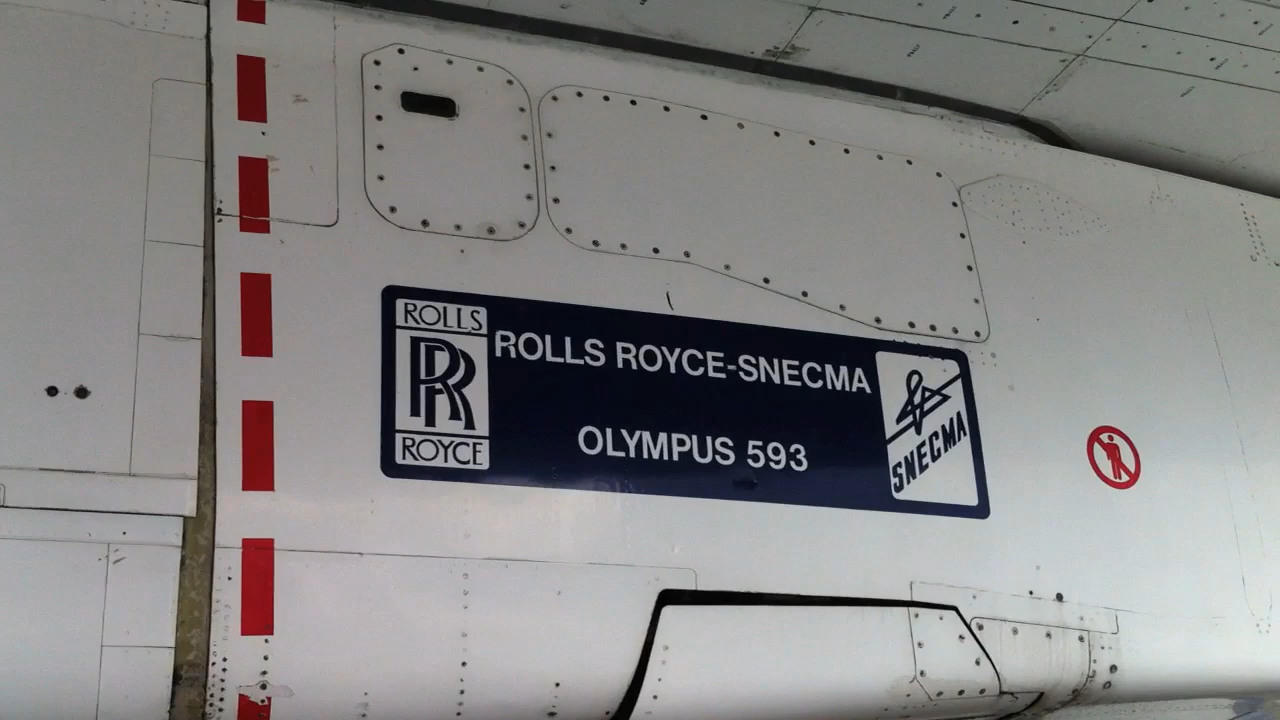 ROLLS
ROYCE
ROLLS ROYCE-SNECMA
OLYMPUS 593
SNECMA